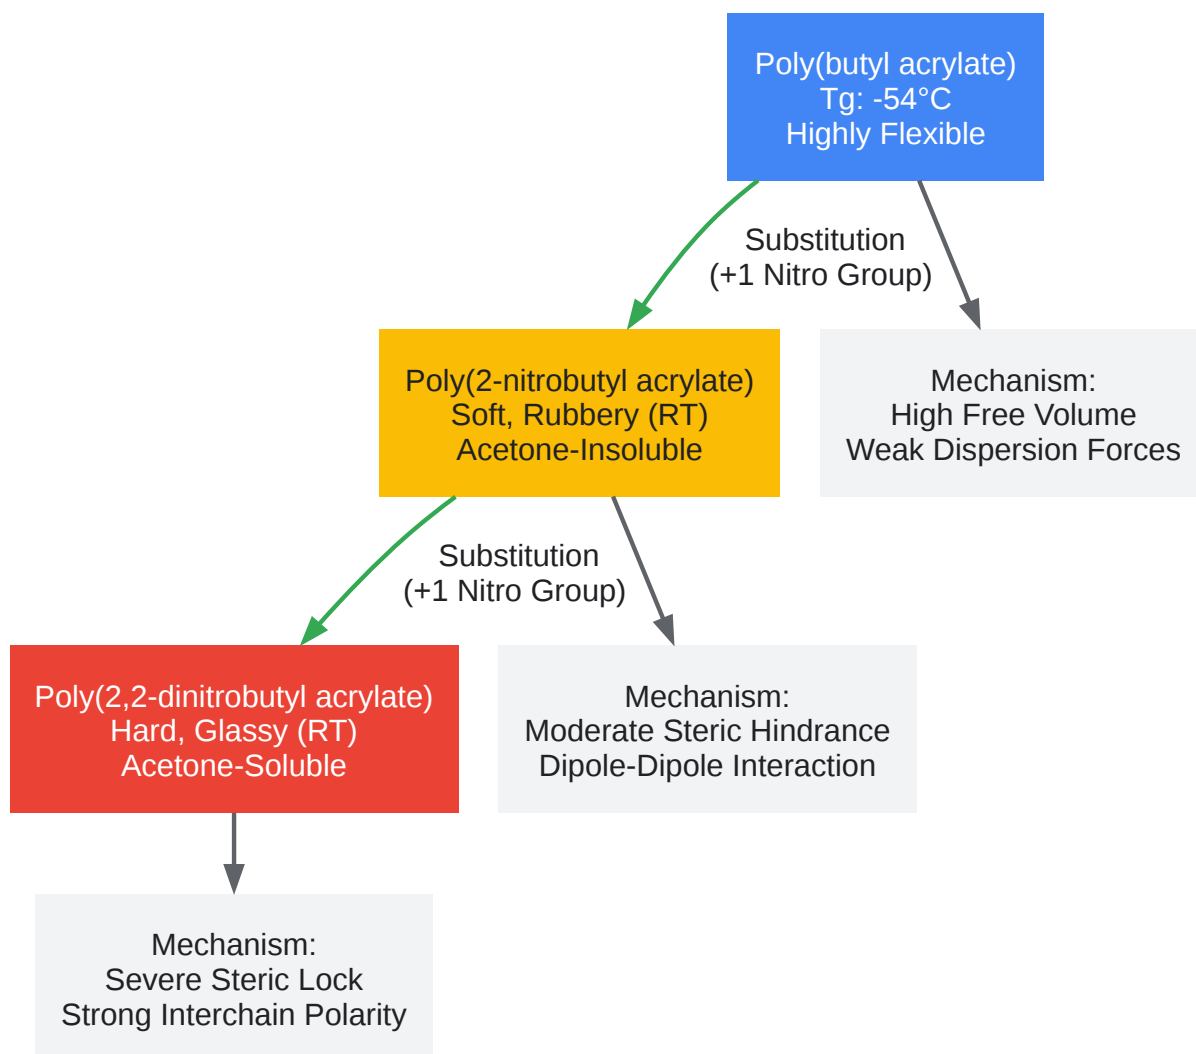 Poly(butyl acrylate)
Tg: -54°C
Highly Flexible
Substitution
(+1 Nitro Group)
Poly(2-nitrobutyl acrylate)
Soft, Rubbery (RT)
Acetone-Insoluble
Mechanism:
High Free Volume
Weak Dispersion Forces
Substitution
(+1 Nitro Group)
Poly(2,2-dinitrobutyl acrylate)
Hard, Glassy (RT)
Acetone-Soluble
Mechanism:
Moderate Steric Hindrance
Dipole-Dipole Interaction
Mechanism:
Severe Steric Lock
Strong Interchain Polarity